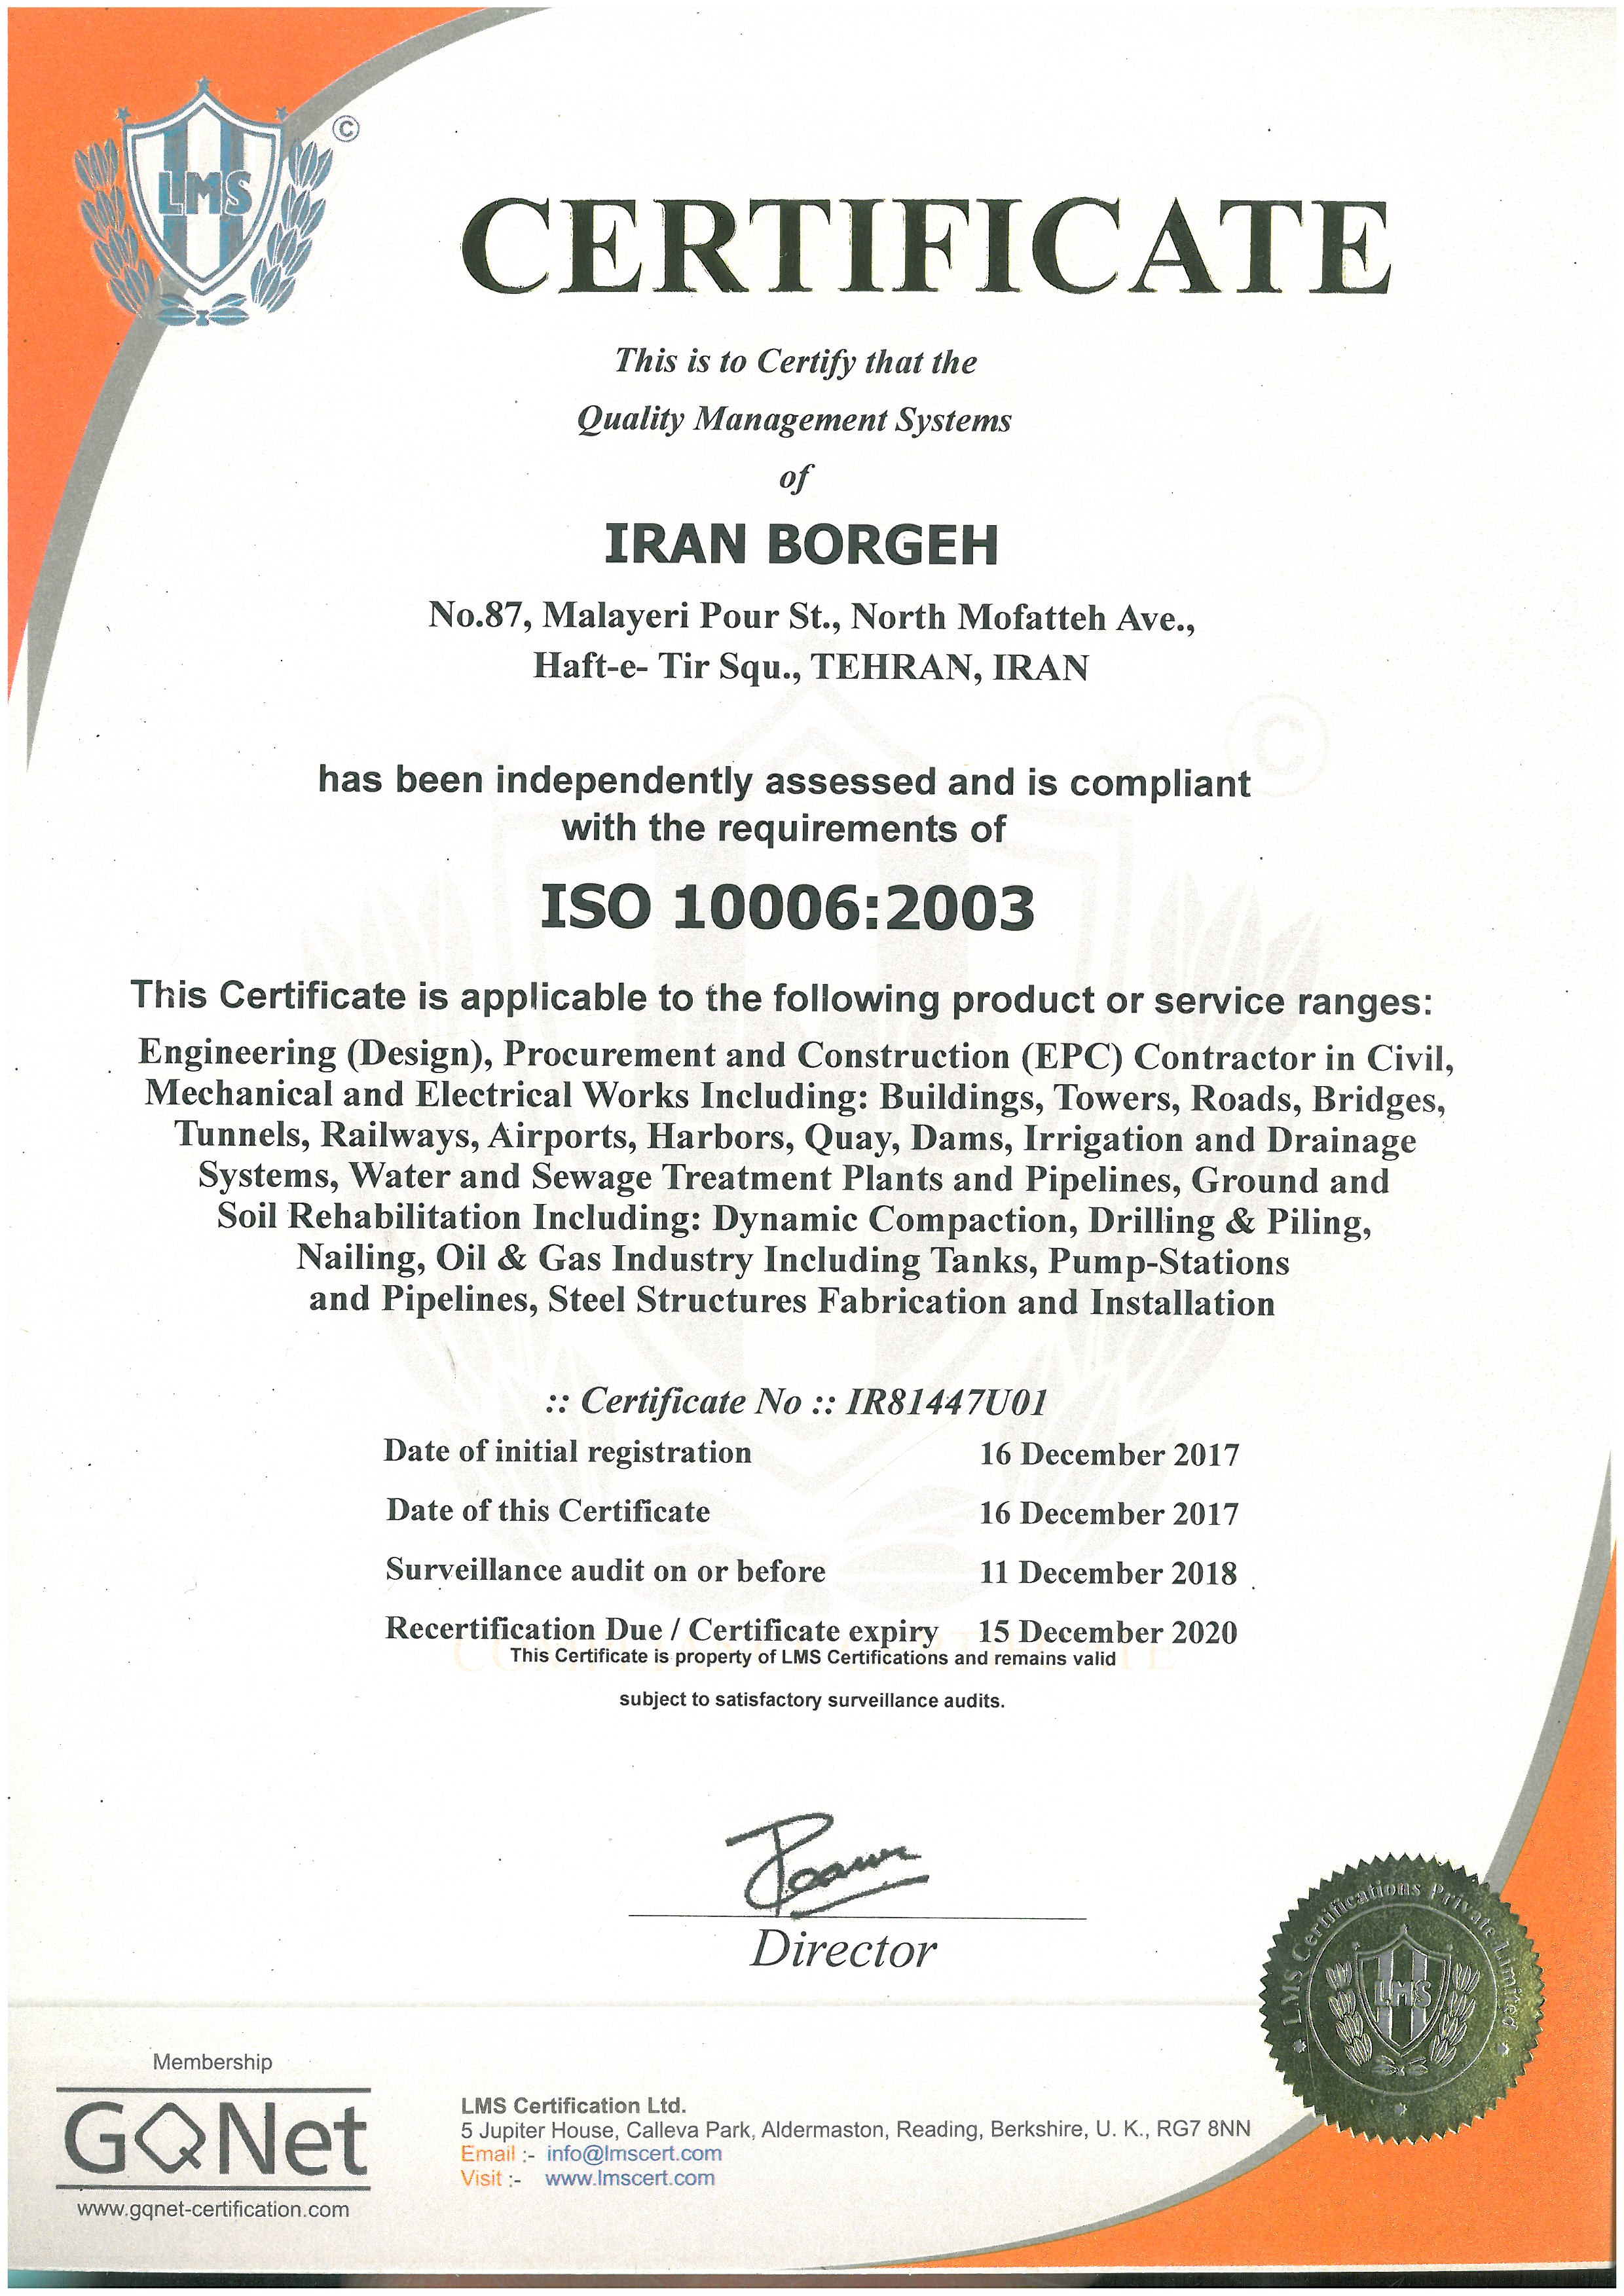 LMS
©
CERTIFICATE
This is to Certify that the
Quality Management Systems
of
IRAN BORGEH
No.87, Malayeri Pour St., North Mofatteh Ave.,
Haft-e- Tir Squ., TEHRAN, IRAN
has been independently assessed and is compliant
with the requirements of
ISO 10006:2003
This Certificate is applicable to the following product or service ranges:
Engineering (Design), Procurement and Construction (EPC) Contractor in Civil,
Mechanical and Electrical Works Including: Buildings, Towers, Roads, Bridges,
Tunnels, Railways, Airports, Harbors, Quay, Dams, Irrigation and Drainage
Systems, Water and Sewage Treatment Plants and Pipelines, Ground and
Soil Rehabilitation Including: Dynamic Compaction, Drilling & Piling,
Nailing, Oil & Gas Industry Including Tanks, Pump-Stations
and Pipelines, Steel Structures Fabrication and Installation
:: Certificate No :: IR81447U01
Date of initial registration 16 December 2017
Date of this Certificate 16 December 2017
Surveillance audit on or before 11 December 2018
Recertification Due / Certificate expiry 15 December 2020
This Certificate is property of LMS Certifications and remains valid
subject to satisfactory surveillance audits.
Director
LMS Certifications Private Limited
LMS
Membership
GQNet
www.gqnet-certification.com
LMS Certification Ltd.
5 Jupiter House, Calleva Park, Aldermaston, Reading, Berkshire, U. K., RG7 8NN
Email :- info@lmscert.com
Visit :- www.lmscert.com